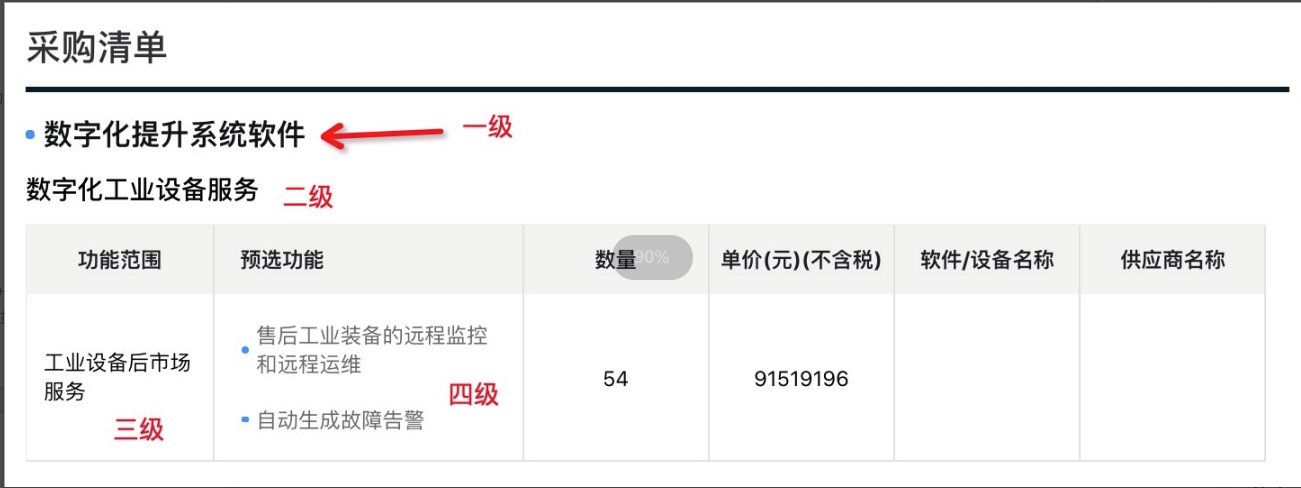 采购清单
数字化提升系统软件
一级
数字化工业设备服务
二级
功能范围
预选功能
数量
90%
单价(元)(不含税)
软件/设备名称
供应商名称
工业设备后市场
服务
三级
售后工业装备的远程监控
和远程运维
自动生成故障告警
四级
54
91519196